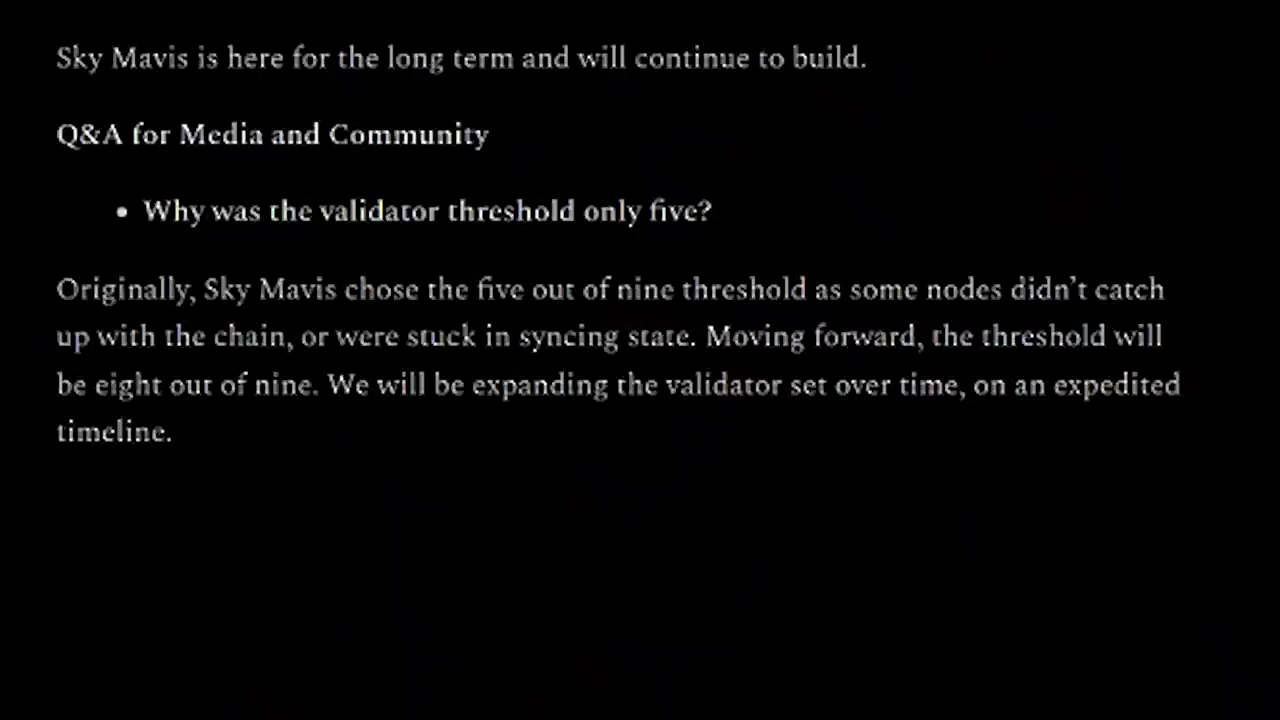 Sky Mavis is here for the long term and will continue to build.
Q&A for Media and Community
• Why was the validator threshold only five?
Originally, Sky Mavis chose the five out of nine threshold as some nodes didn’t catch
up with the chain, or were stuck in syncing state. Moving forward, the threshold will
be eight out of nine. We will be expanding the validator set over time, on an expedited
timeline.